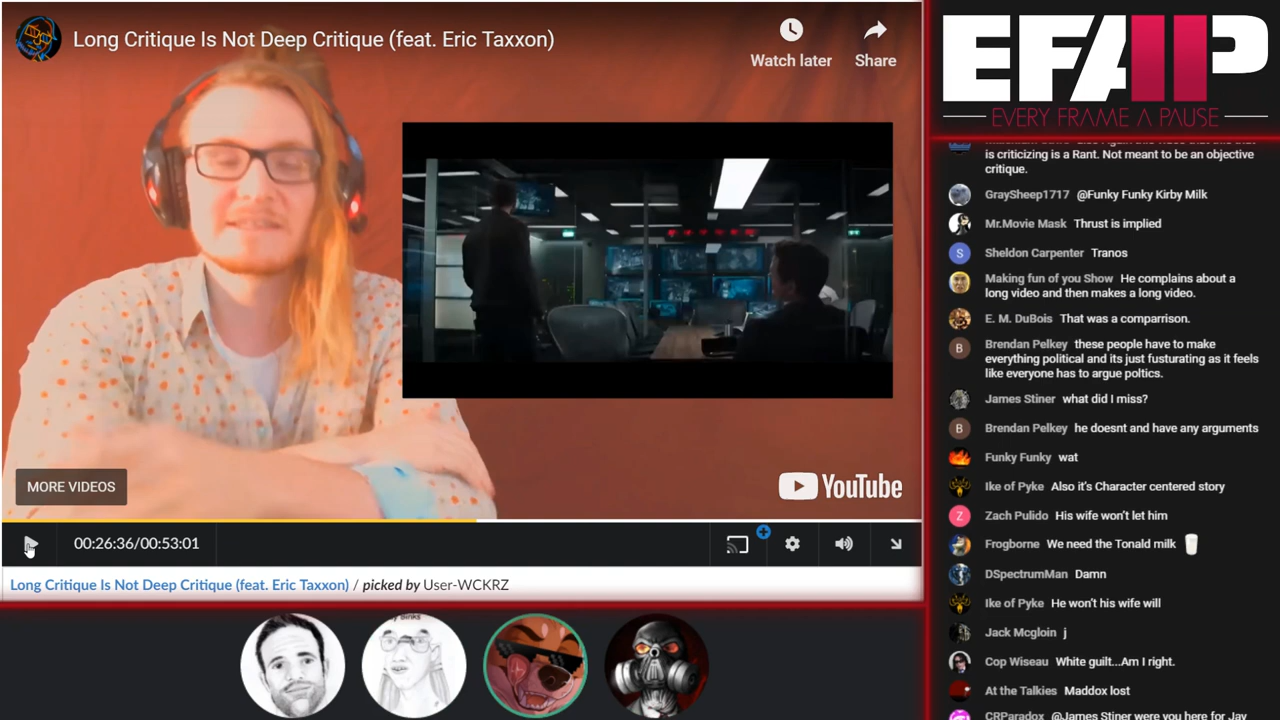 Long Critique Is Not Deep Critique (feat. Eric Taxxon)
Watch later
Share
MORE VIDEOS
YouTube
00:26:36/00:53:01
Long Critique Is Not Deep Critique (feat. Eric Taxxon) / picked by User-WCKRZ
EFAP
EVERY FRAME A PAUSE
is criticizing is a Rant. Not meant to be an objective
critique.
GraySheep1717 @Funky Funky Kirby Milk
Mr.Movie Mask Thrust is implied
Sheldon Carpenter Tranos
S
Making fun of you Show He complains about a
long video and then makes a long video.
E. M. DuBois That was a comparrison.
Brendan Pelkey these people have to make
B
everything political and its just fusturating as it feels
like everyone has to argue poltics.
James Stiner what did I miss?
Brendan Pelkey he doesnt and have any arguments
B
Funky Funky wat
Ike of Pyke Also it's Character centered story
Zach Pulido His wife won't let him
Z
Frogborne We need the Tonald milk
DSpectrumMan Damn
Ike of Pyke He won't his wife will
Jack Mcgloin j
Cop Wiseau White guilt...Am I right.
At the Talkies Maddox lost
CRParadox @James Stiner were you here for Jay